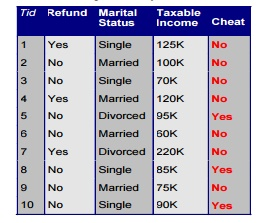 Tid Refund Marital Status Taxable Income Cheat
1 Yes Single 125K No
2 No Married 100K No
3 No Single 70K No
4 Yes Married 120K No
5 No Divorced 95K Yes
6 No Married 60K No
7 Yes Divorced 220K No
8 No Single 85K Yes
9 No Married 75K No
10 No Single 90K Yes